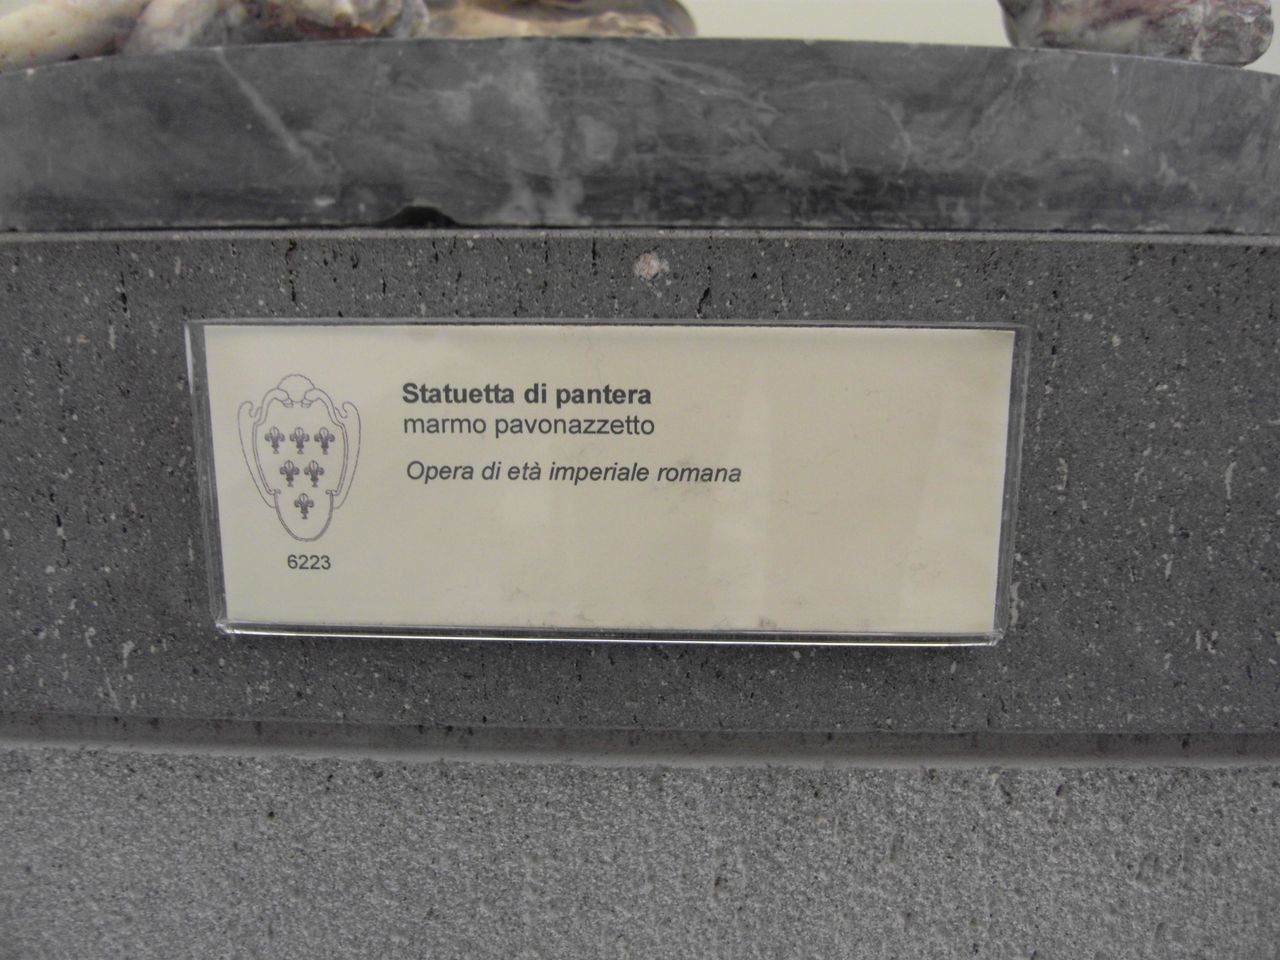 Statuetta di pantera
marmo pavonazzetto
Opera di età imperiale romana
6223